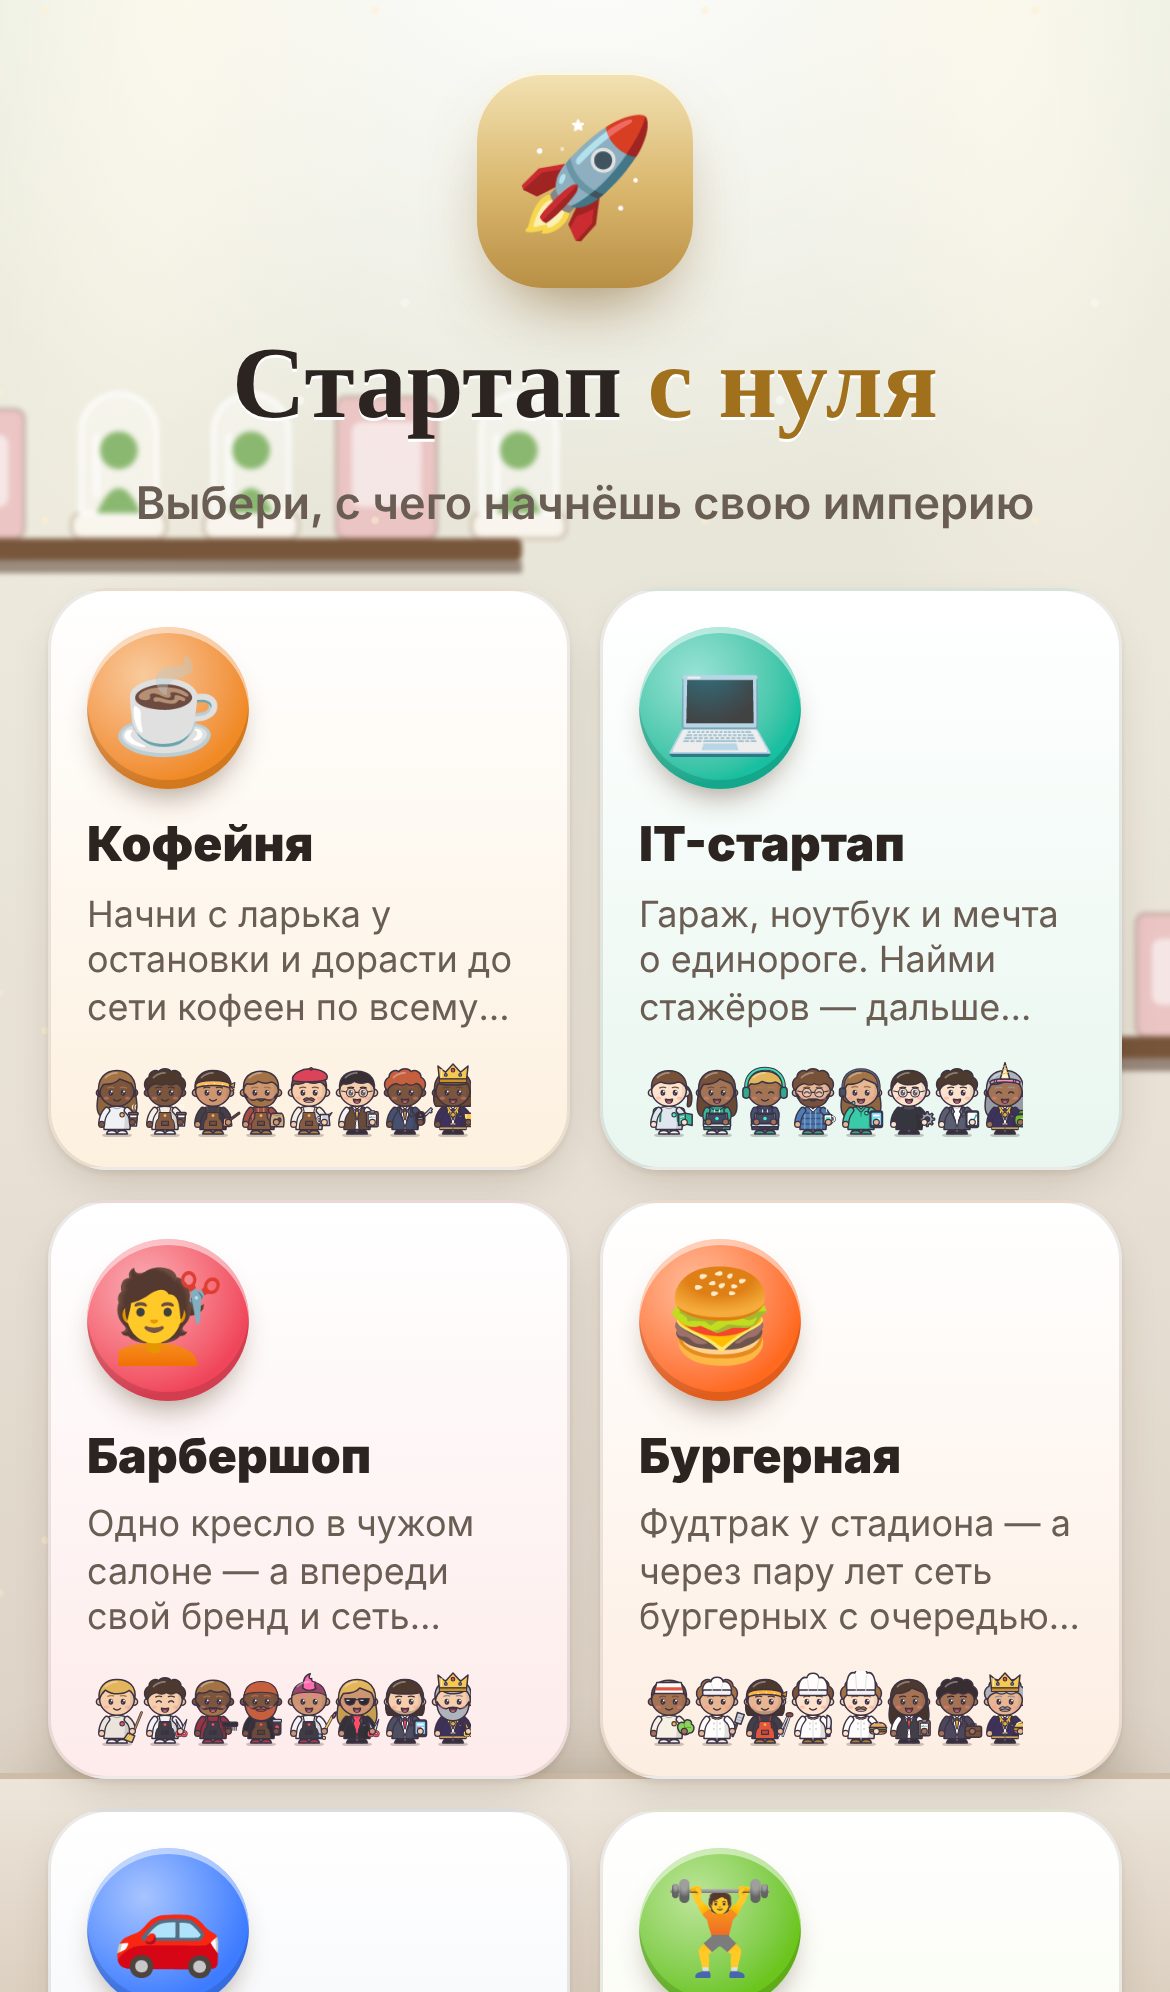 Стартап с нуля
Выбери, с чего начнёшь свою империю
Кофейня
Начни с ларька у
остановки и дорасти до
сети кофеен по всему...
IT-стартап
Гараж, ноутбук и мечта
о единороге. Найми
стажёров — дальше...
Барбершоп
Одно кресло в чужом
салоне — а впереди
свой бренд и сеть...
Бургерная
Фудтрак у стадиона — а
через пару лет сеть
бургерных с очередью...